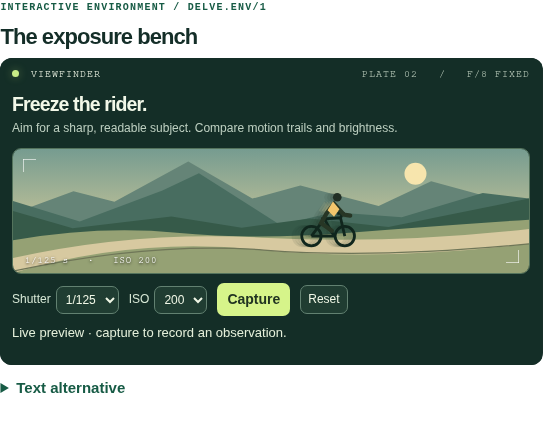 INTERACTIVE ENVIRONMENT / DELVE.ENV/1
The exposure bench
VIEWFINDER
PLATE 02 / F/8 FIXED
Freeze the rider.
Aim for a sharp, readable subject. Compare motion trails and brightness.
1/125 s · ISO 200
Shutter 1/125 ISO 200 Capture Reset
Live preview · capture to record an observation.
Text alternative